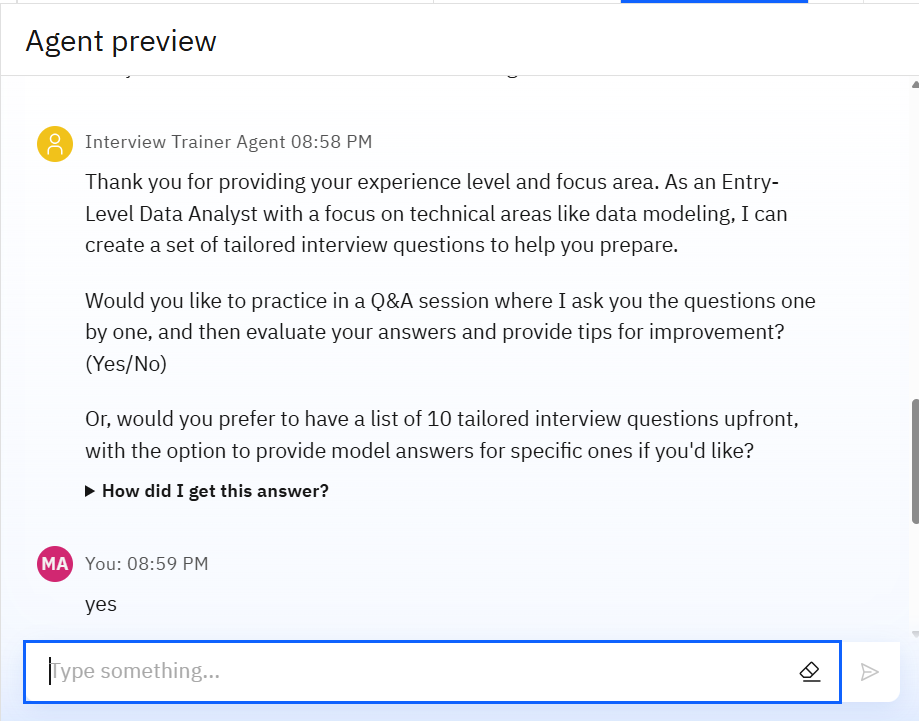 Agent preview
Interview Trainer Agent 08:58 PM
Thank you for providing your experience level and focus area. As an Entry-
Level Data Analyst with a focus on technical areas like data modeling, I can
create a set of tailored interview questions to help you prepare.
Would you like to practice in a Q&A session where I ask you the questions one
by one, and then evaluate your answers and provide tips for improvement?
(Yes/No)
Or, would you prefer to have a list of 10 tailored interview questions upfront,
with the option to provide model answers for specific ones if you'd like?
How did I get this answer?
MA You: 08:59 PM
yes
Type something...